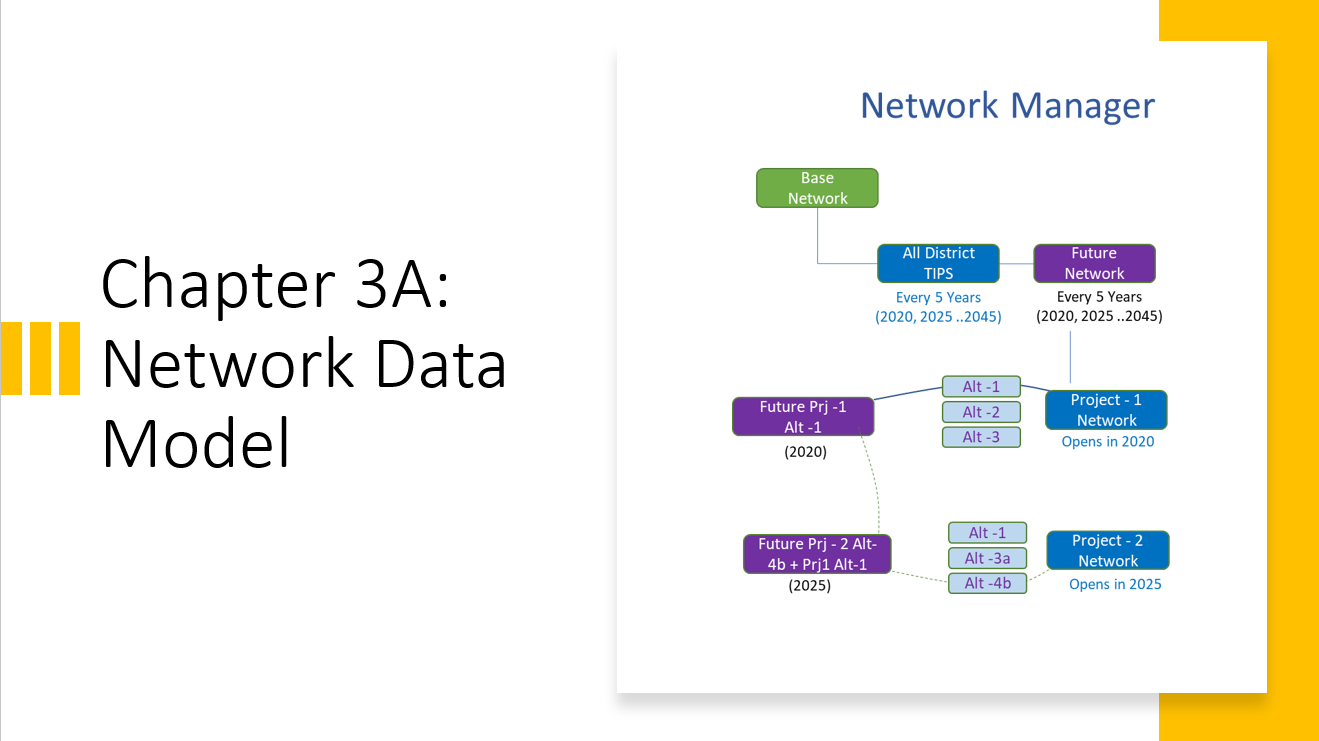 Chapter 3A:
Network Data
Model
Network Manager
Base
Network
All District
TIPS
Future
Network
Every 5 Years
(2020, 2025 ..2045)
Every 5 Years
(2020, 2025 ..2045)
Future Prj -1
Alt -1
(2020)
Alt -1
Alt -2
Alt -3
Project - 1
Network
Opens in 2020
Future Prj - 2 Alt-
4b + Prj1 Alt-1
(2025)
Alt -1
Alt -3a
Alt -4b
Project - 2
Network
Opens in 2025